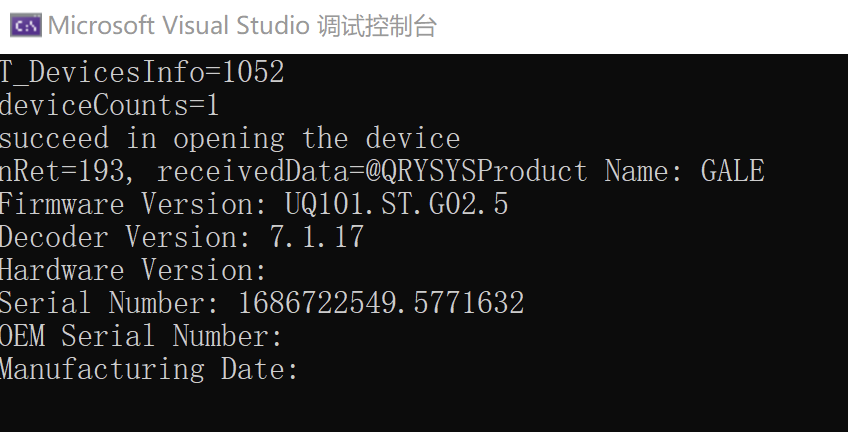 Microsoft Visual Studio 调试控制台
T_DevicesInfo=1052
deviceCounts=1
succeed in opening the device
nRet=193, receivedData=@QRYSYSProduct Name: GALE
Firmware Version: UQ101.ST.G02.5
Decoder Version: 7.1.17
Hardware Version:
Serial Number: 1686722549.5771632
OEM Serial Number:
Manufacturing Date: